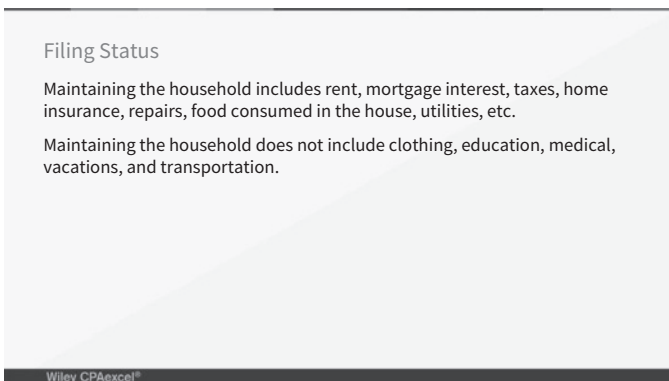 Filing Status
Maintaining the household includes rent, mortgage interest, taxes, home
insurance, repairs, food consumed in the house, utilities, etc.
Maintaining the household does not include clothing, education, medical,
vacations, and transportation.
Wiley CPAexcel®